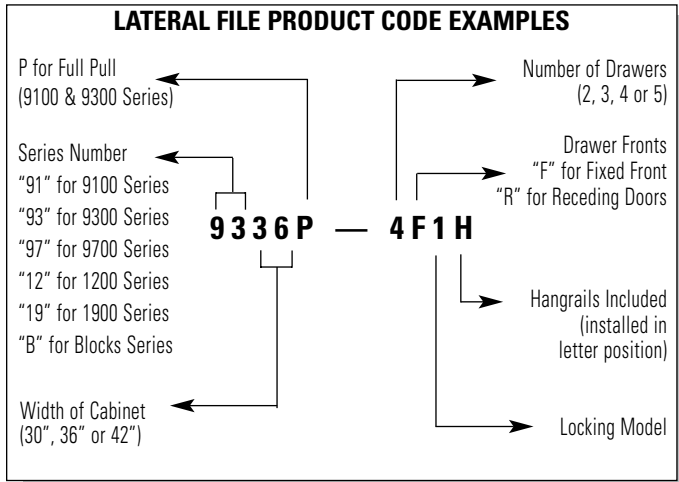 LATERAL FILE PRODUCT CODE EXAMPLES
P for Full Pull
(9100 & 9300 Series)
Series Number
“91” for 9100 Series
“93” for 9300 Series
“97” for 9700 Series
“12” for 1200 Series
“19” for 1900 Series
“B” for Blocks Series
Width of Cabinet
(30”, 36” or 42”)
9336P — 4F1H
Number of Drawers
(2, 3, 4 or 5)
Drawer Fronts
“F” for Fixed Front
“R” for Receding Doors
Hangrails Included
(installed in
letter position)
Locking Model